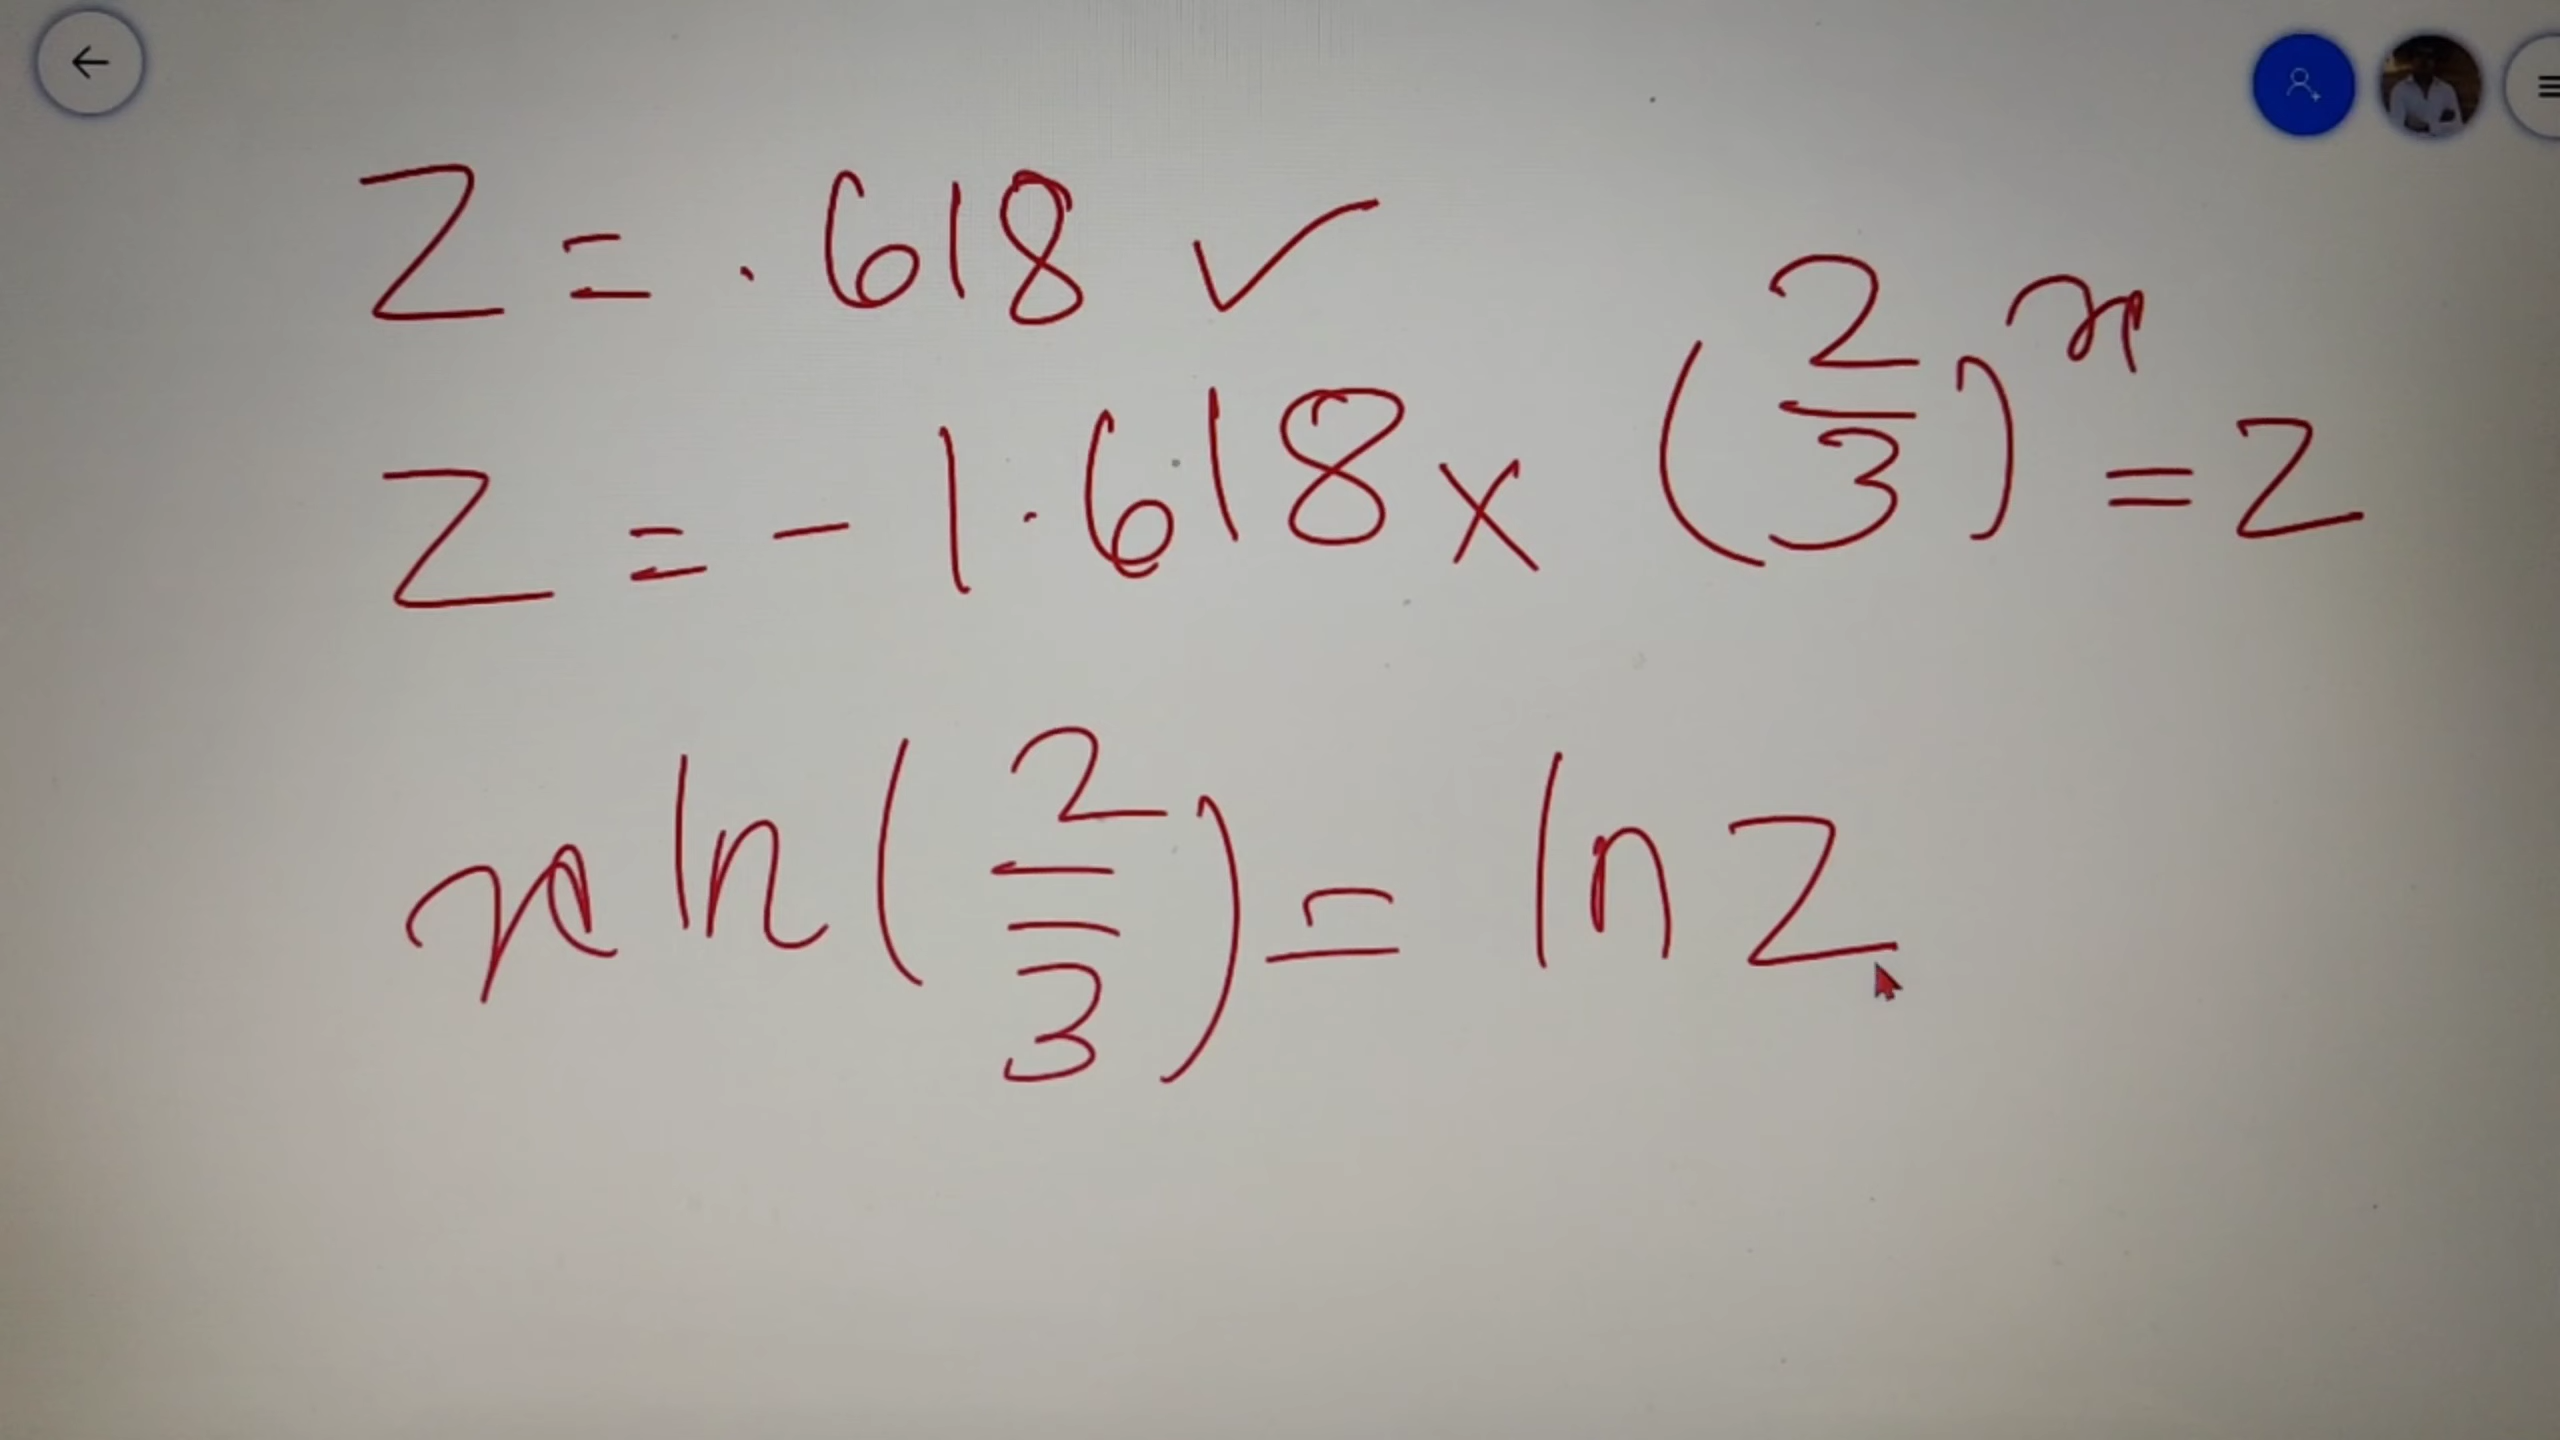 Z = .618 ✓
Z = - 1.618 x
(2/3)^x = Z
x ln(2/3) = ln Z